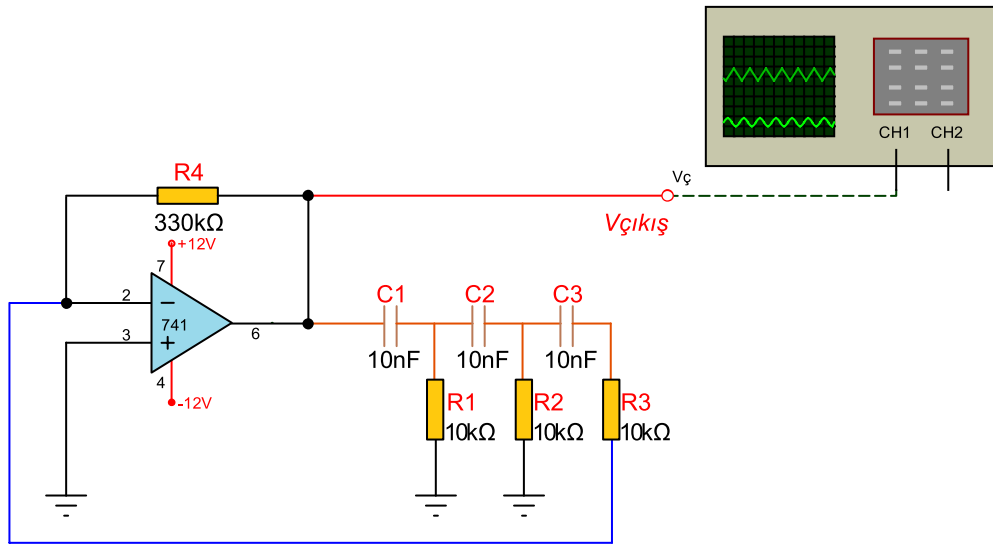 CH1 CH2
R4
Vç
330kΩ
Vçıkış
+12V
7
2
C1 C2 C3
741
6
3
10nF 10nF 10nF
4
-12V
R1 R2 R3
10kΩ 10kΩ 10kΩ